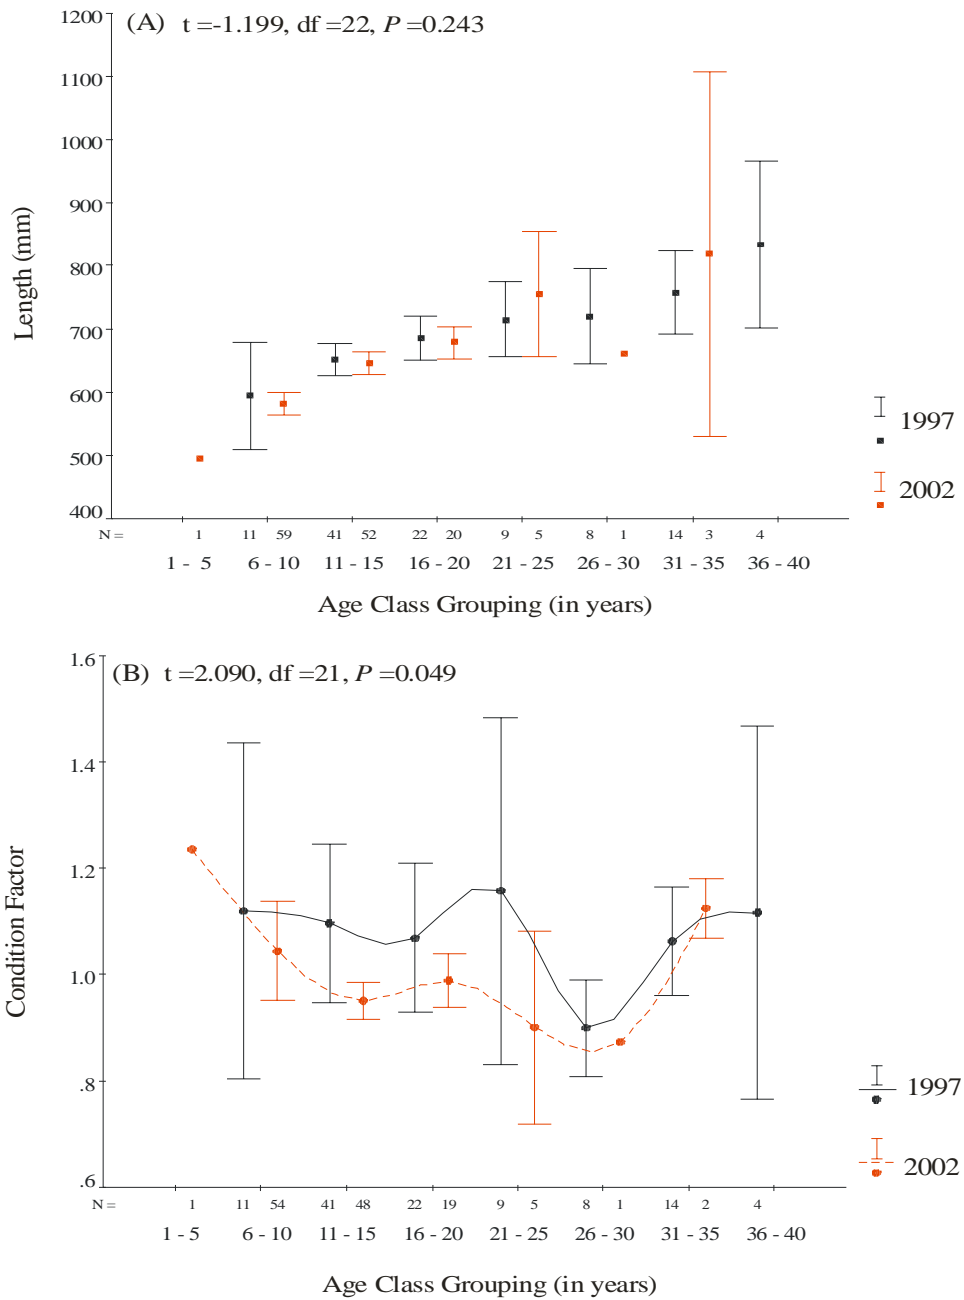 (A) t =-1.199, df =22, P =0.243
1200
1100
1000
900
800
700
600
500
400
Length (mm)
1997
2002
N = 1 11 59 41 52 22 20 9 5 8 1 14 3 4
1 - 5 6 - 10 11 - 15 16 - 20 21 - 25 26 - 30 31 - 35 36 - 40
Age Class Grouping (in years)
(B) t =2.090, df =21, P =0.049
1.6
1.4
1.2
1.0
.8
.6
Condition Factor
1997
2002
N = 1 11 54 41 48 22 19 9 5 8 1 14 2 4
1 - 5 6 - 10 11 - 15 16 - 20 21 - 25 26 - 30 31 - 35 36 - 40
Age Class Grouping (in years)